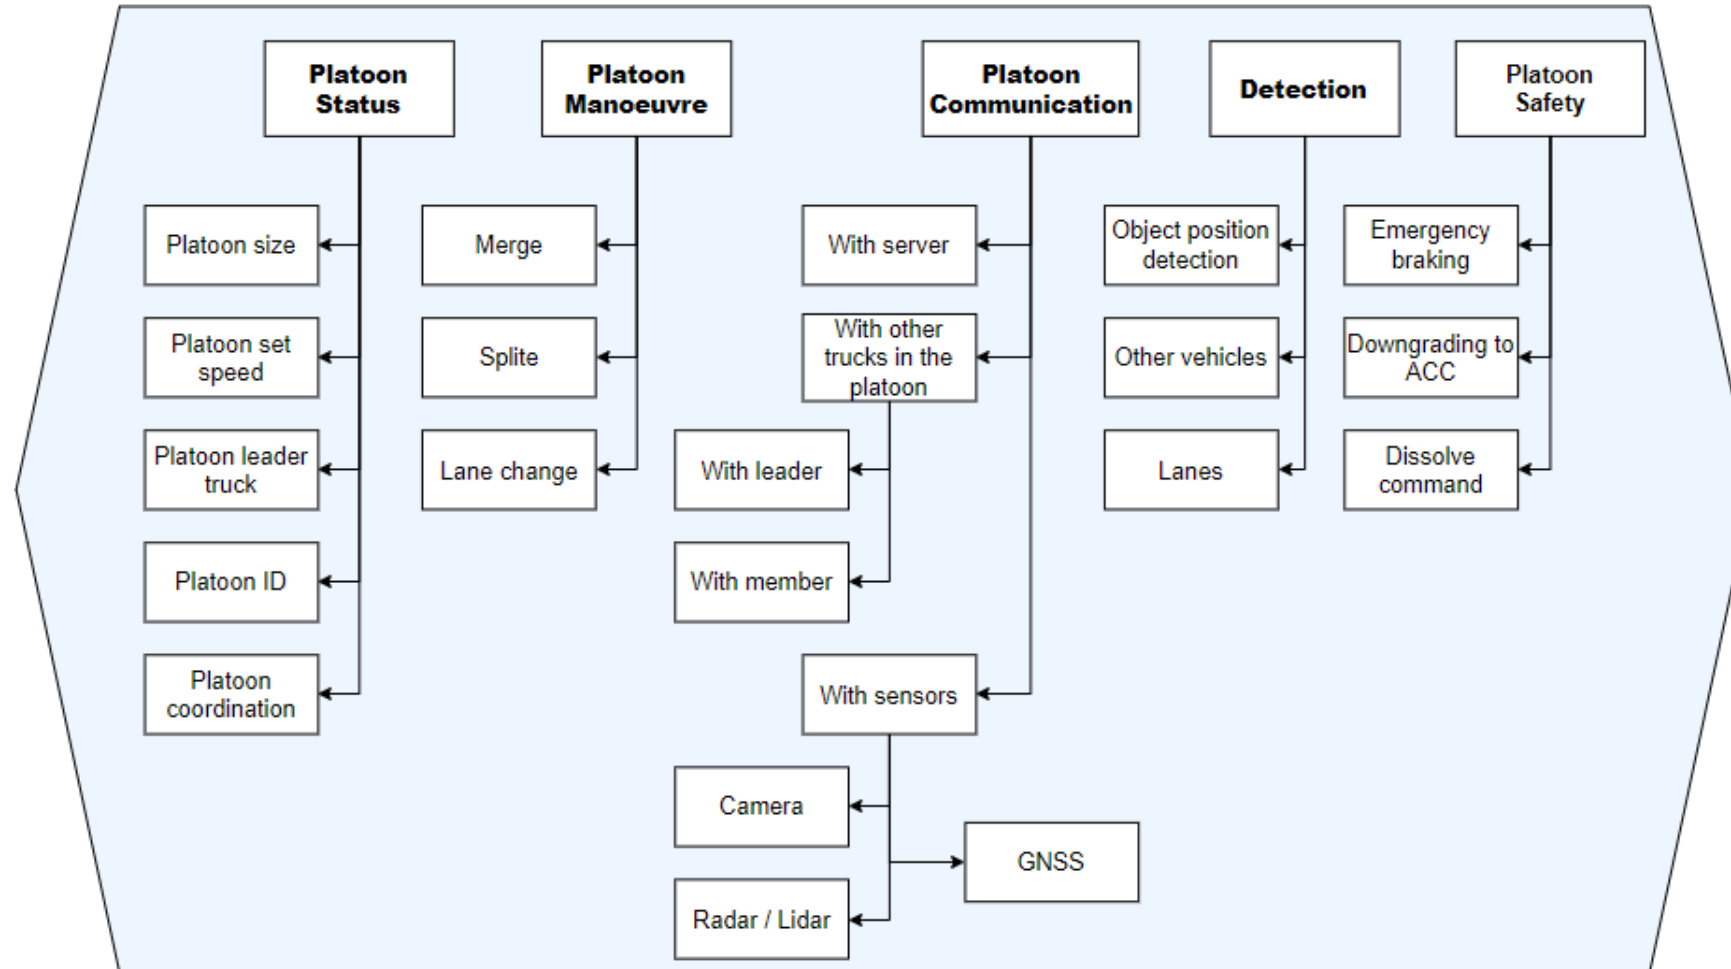 Platoon
Status
Platoon
Manoeuvre
Platoon
Communication
Detection
Platoon
Safety
Platoon size
Merge
With server
Object position
detection
Emergency
braking
Platoon set
speed
Splite
With other
trucks in the
platoon
Other vehicles
Downgrading to
ACC
Platoon leader
truck
Lane change
With leader
Lanes
Dissolve
command
Platoon ID
With member
Platoon
coordination
With sensors
Camera
GNSS
Radar / Lidar